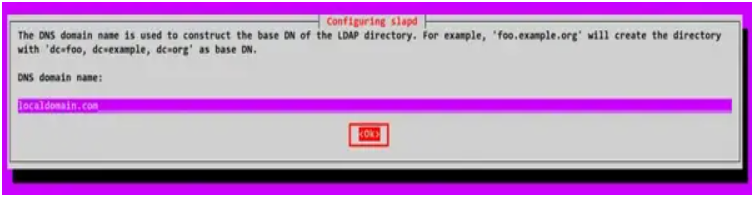 Configuring slapd
The DNS domain name is used to construct the base DN of the LDAP directory. For example, 'foo.example.org' will create the directory
with 'dc=foo, dc=example, dc=org' as base DN.
DNS domain name:
localdomain.com
<Ok>